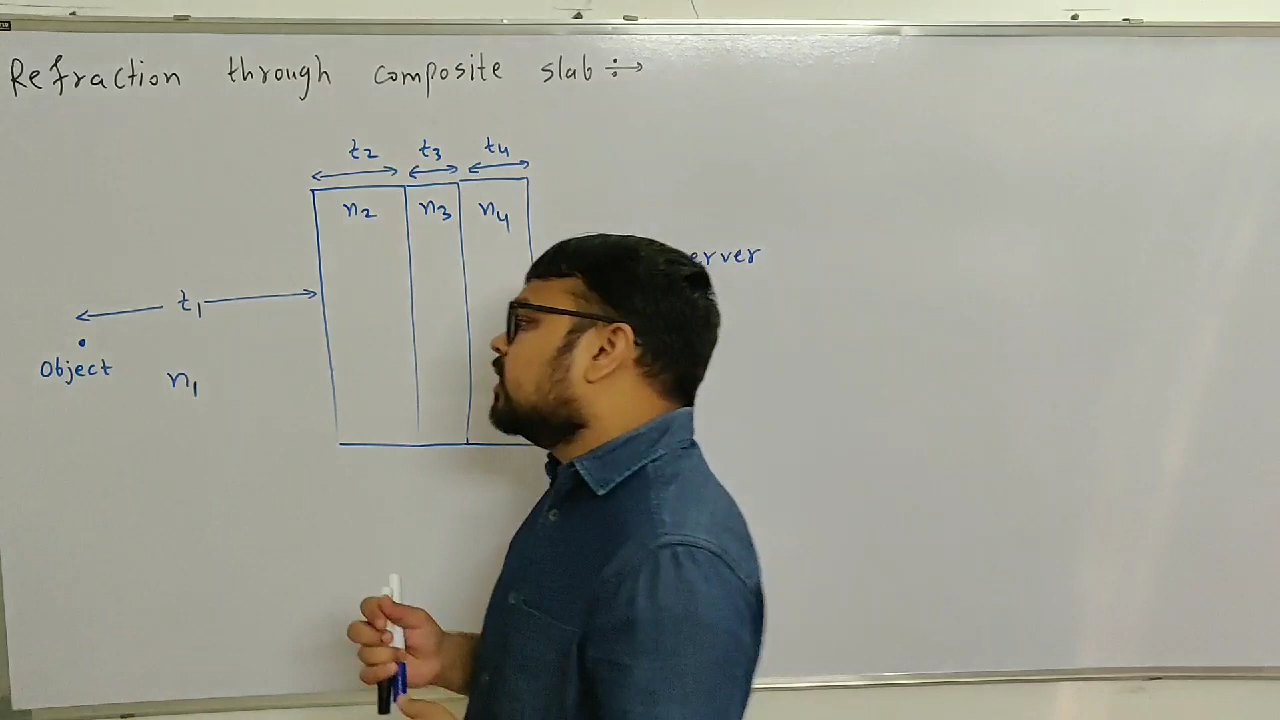 Refraction through composite slab ÷→
t₂ t₃ t₄
n₂ n₃ n₄
t₁
Object
n₁